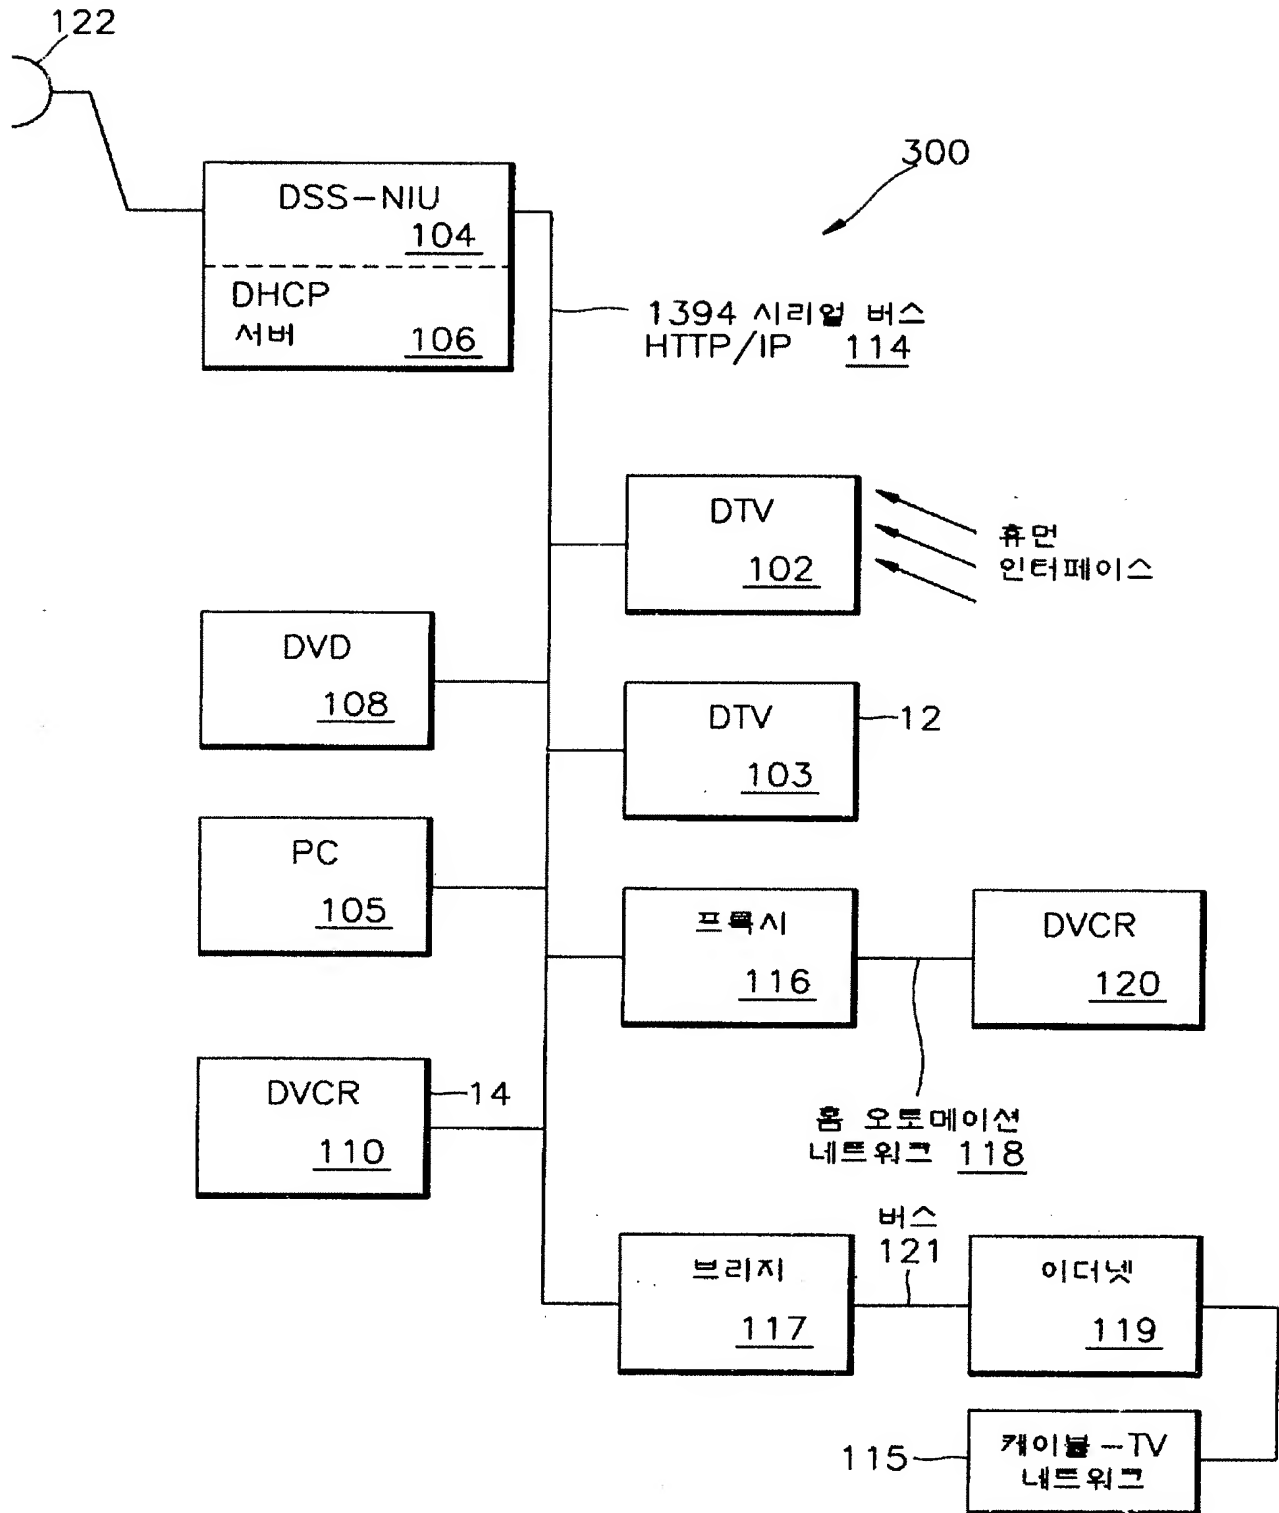 122
300
DSS-NIU
104
DHCP
서버
106
1394 시리얼 버스
HTTP/IP 114
DTV
102
휴먼
인터페이스
DVD
108
DTV
103
12
PC
105
프록시
116
DVCR
120
DVCR
110
14
홈 오토메이션
네트워크 118
브리지
117
버스
121
이더넷
119
115
케이블-TV
네트워크